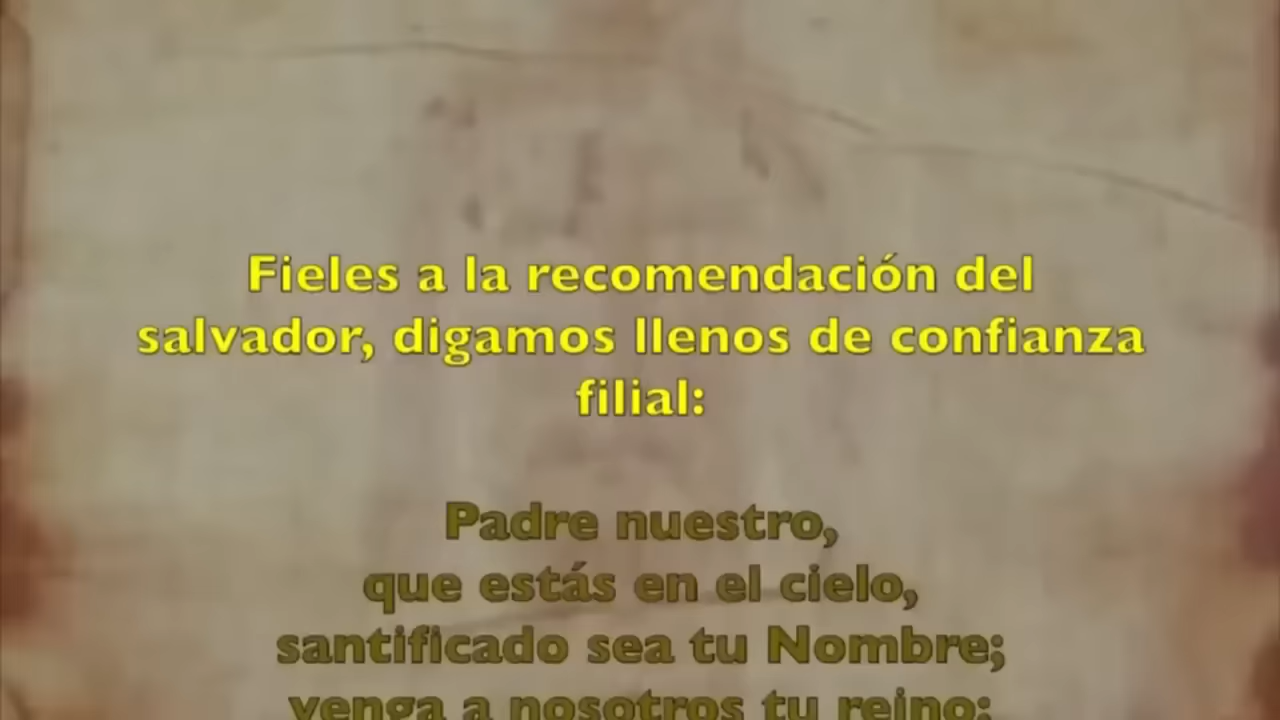 Fieles a la recomendación del
salvador, digamos llenos de confianza
filial:
Padre nuestro,
que estás en el cielo,
santificado sea tu Nombre;
venga a nosotros tu reino;